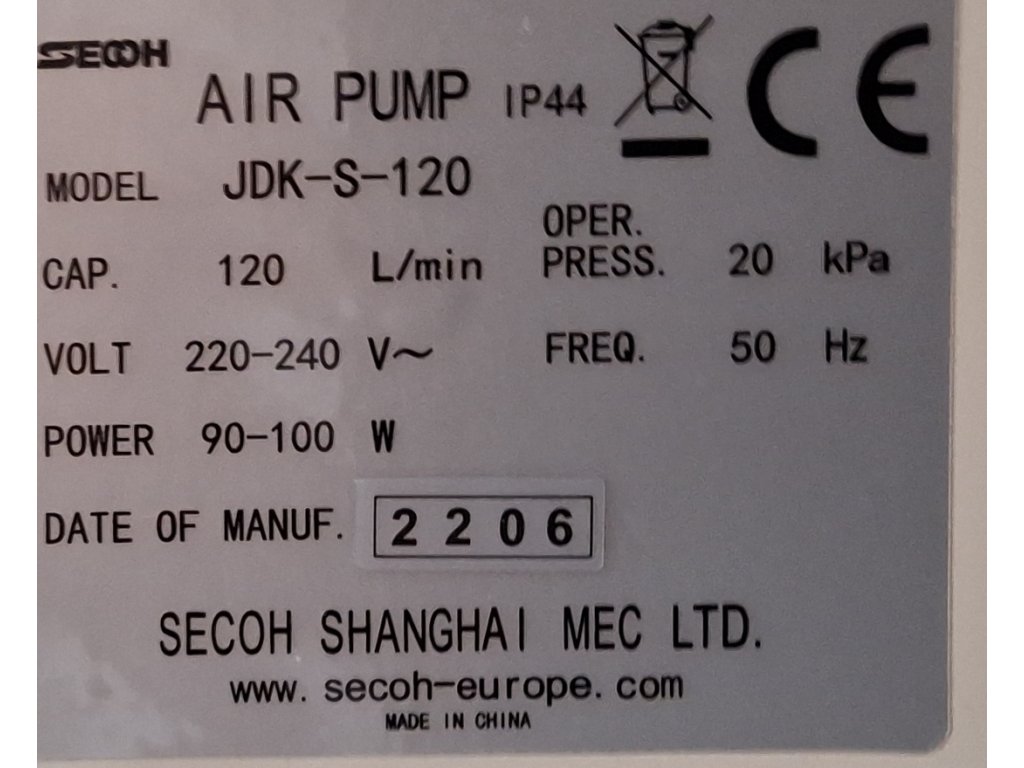 SECOH
AIR PUMP IP44
CE
MODEL JDK-S-120
CAP. 120 L/min OPER. PRESS. 20 kPa
VOLT 220-240 V~ FREQ. 50 Hz
POWER 90-100 W
DATE OF MANUF. 2206
SECOH SHANGHAI MEC LTD.
www.secoh-europe.com
MADE IN CHINA